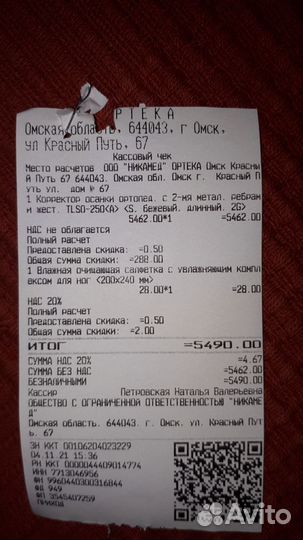 ОРТЕКА
Омская область, 644043, г Омск,
ул Красный Путь, 67
Кассовый чек
Место расчетов ООО "НИКАМЕД" ОРТЕКА Омск Красны
й Путь 67 644043. Омская обл. Омск г. Красный П
уть ул. дом № 67
1 Корректор осанки ортопед. с 2-мя метал. ребрам
и жест. TLSO-250<A> <S. бежевый. длинный. 2G>
5462.00*1 =5462.00
НДС не облагается
Полный расчет
Предоставлена скидка: =0.50
Общая сумма скидки: =288.00
1 Влажная очищающая салфетка с увлажняющим компл
ексом для ног <200x240 мм>
28.00*1 =28.00
НДС 20%
Полный расчет
Предоставлена скидка: =0.50
Общая сумма скидки: =2.00
ИТОГ =5490.00
СУММА НДС 20% =4.67
СУММА БЕЗ НДС =5462.00
БЕЗНАЛИЧНЫМИ =5490.00
Кассир Петровская Наталья Валерьевна
ОБЩЕСТВО С ОГРАНИЧЕННОЙ ОТВЕТСТВЕННОСТЬЮ "НИКАМЕ
Д"
Омская область. 644043. г. Омск. ул. Красный Пут
ь. 67
ЗН ККТ 00106204023229
04.11.21 15:36
РН ККТ 0000044409014774
ИНН 7713046956
ФН 9960440300316844
ФД 949
ФП 3545407259
ПРИХОД
Avito